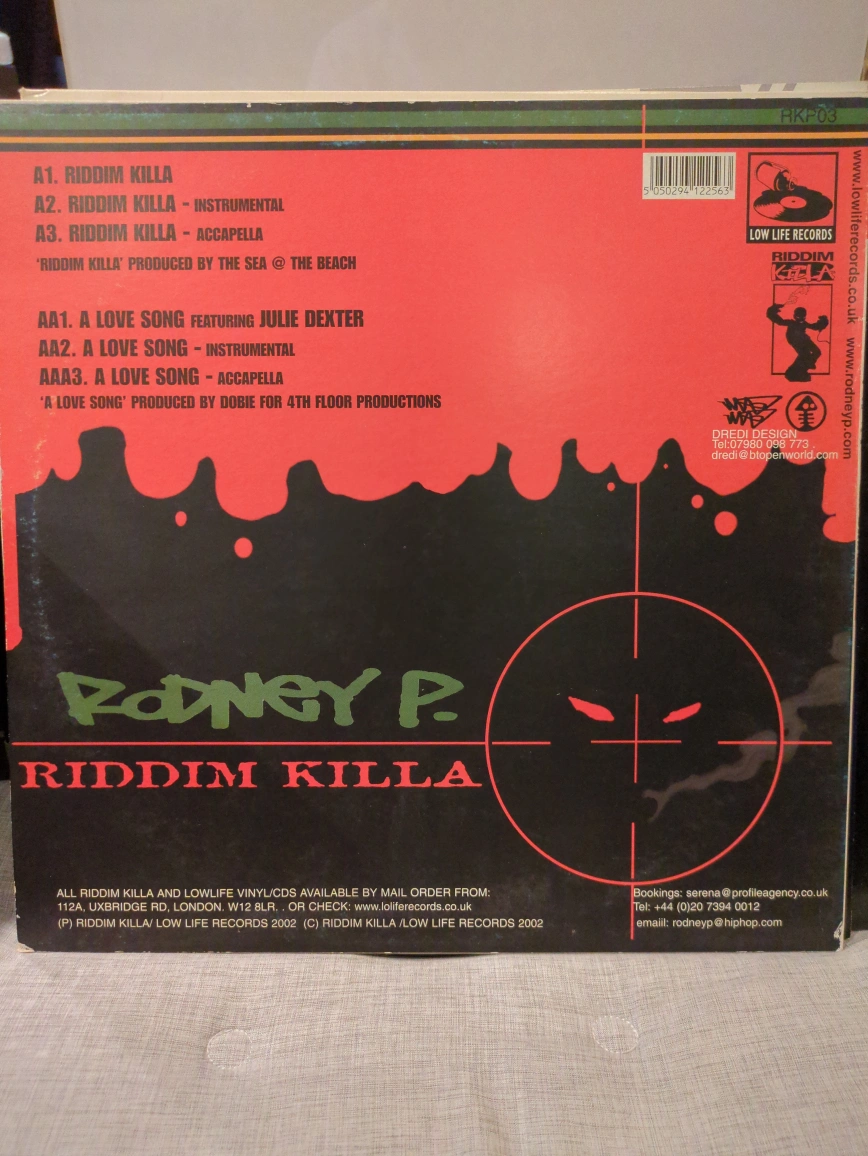 RKP03
A1. RIDDIM KILLA
A2. RIDDIM KILLA - INSTRUMENTAL
A3. RIDDIM KILLA - ACCAPELLA
'RIDDIM KILLA' PRODUCED BY THE SEA @ THE BEACH
AA1. A LOVE SONG FEATURING JULIE DEXTER
AA2. A LOVE SONG - INSTRUMENTAL
AAA3. A LOVE SONG - ACCAPELLA
'A LOVE SONG' PRODUCED BY DOBIE FOR 4TH FLOOR PRODUCTIONS
5 050294 122563
LOW LIFE RECORDS
RIDDIM
KILLA
www.lowliferecords.co.uk www.rodneyp.com
DREDI DESIGN
Tel:07980 098 773 .
dredi@btopenworld.com
RODNEY P.
RIDDIM KILLA
ALL RIDDIM KILLA AND LOWLIFE VINYL/CDS AVAILABLE BY MAIL ORDER FROM:
112A, UXBRIDGE RD, LONDON. W12 8LR. . OR CHECK: www.loliferecords.co.uk
(P) RIDDIM KILLA/ LOW LIFE RECORDS 2002 (C) RIDDIM KILLA /LOW LIFE RECORDS 2002
Bookings: serena@profileagency.co.uk
Tel: +44 (0)20 7394 0012
emaiil: rodneyp@hiphop.com